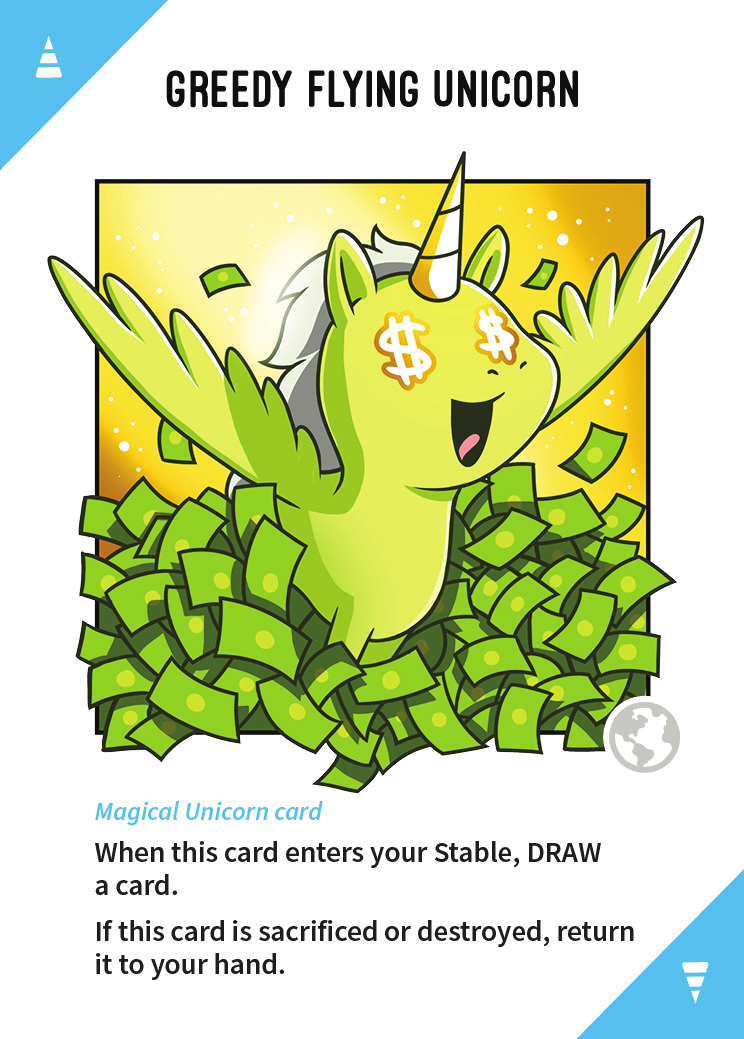 GREEDY FLYING UNICORN
$ $
Magical Unicorn card
When this card enters your Stable, DRAW
a card.
If this card is sacrificed or destroyed, return
it to your hand.